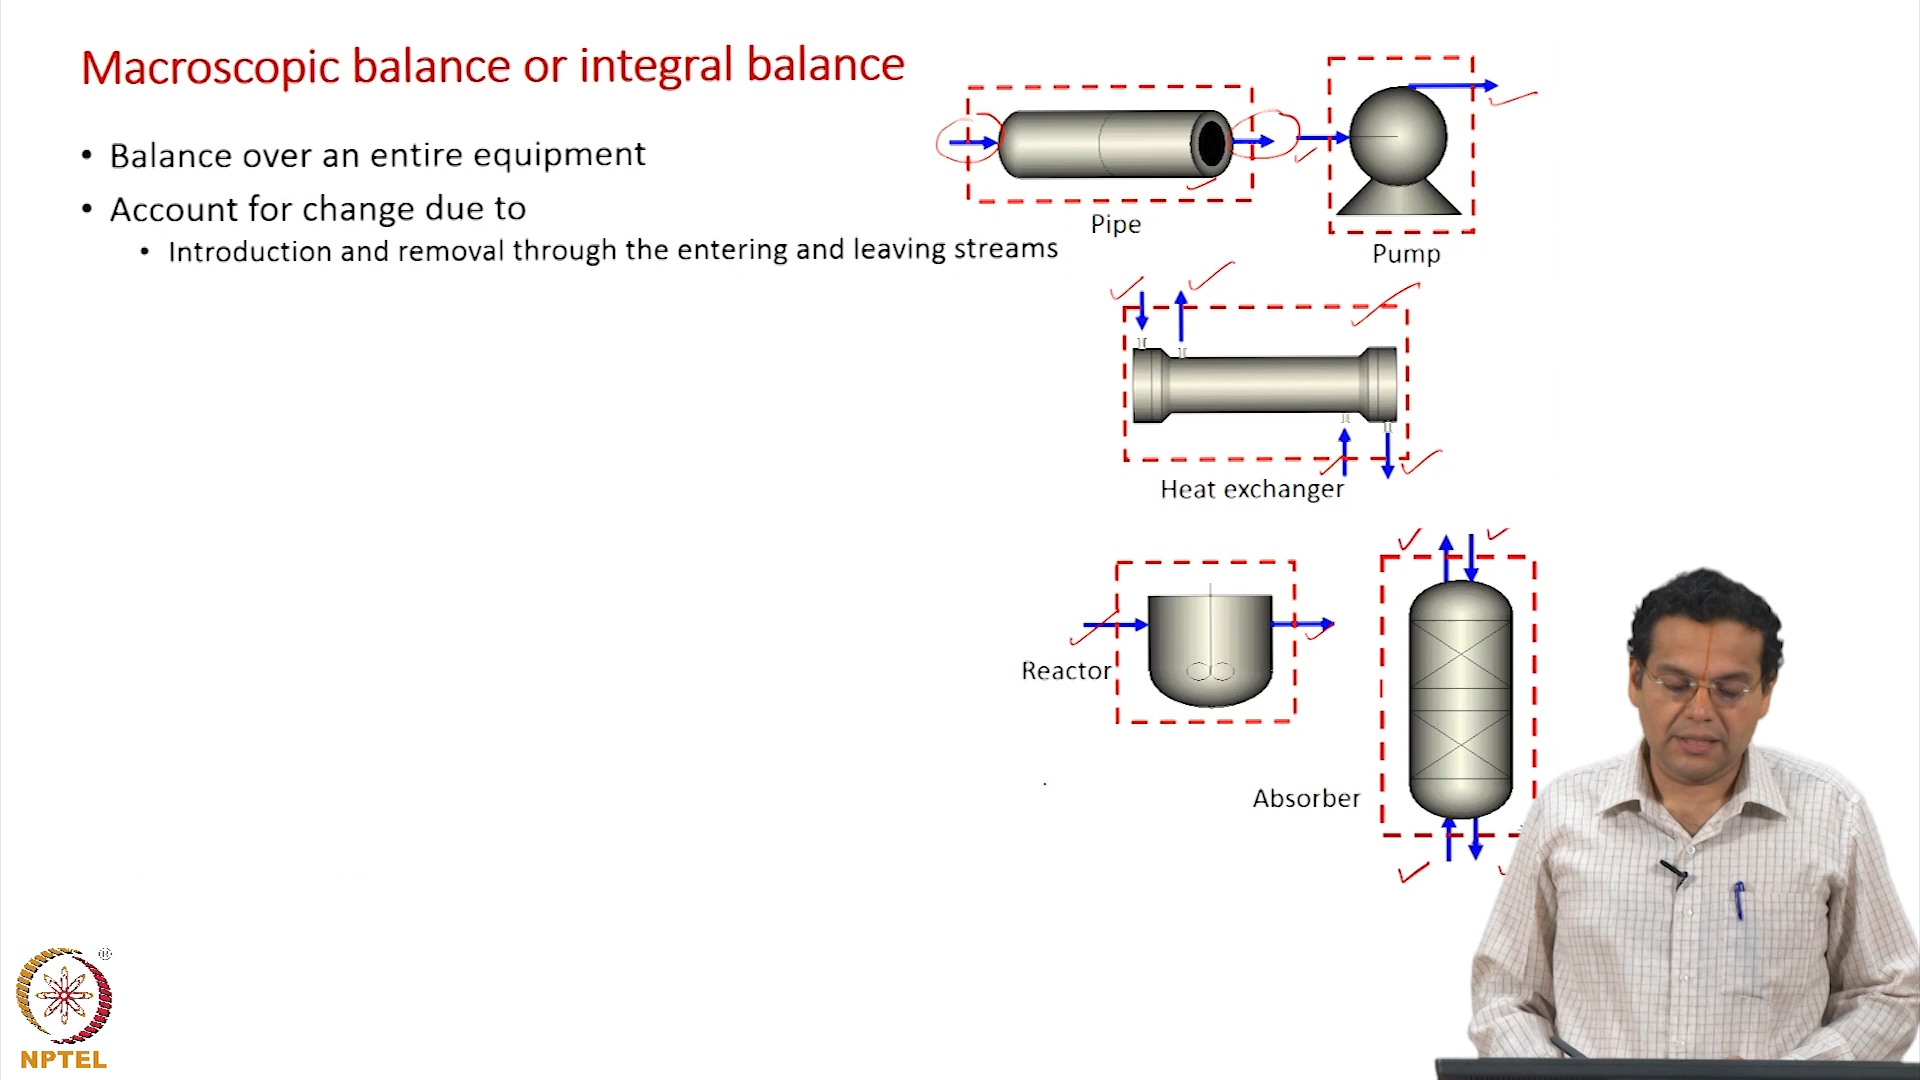 Macroscopic balance or integral balance
• Balance over an entire equipment
• Account for change due to
• Introduction and removal through the entering and leaving streams
Pipe
Pump
Heat exchanger
Reactor
Absorber
®
NPTEL